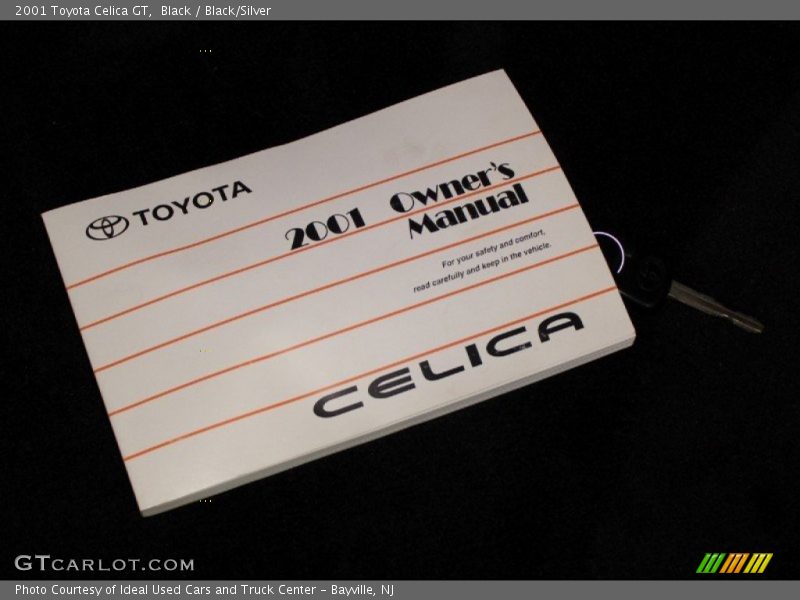 2001 Toyota Celica GT, Black / Black/Silver
TOYOTA
2001 Owner's
Manual
For your safety and comfort,
read carefully and keep in the vehicle.
CELICA
GTCARLOT.COM
Photo Courtesy of Ideal Used Cars and Truck Center – Bayville, NJ